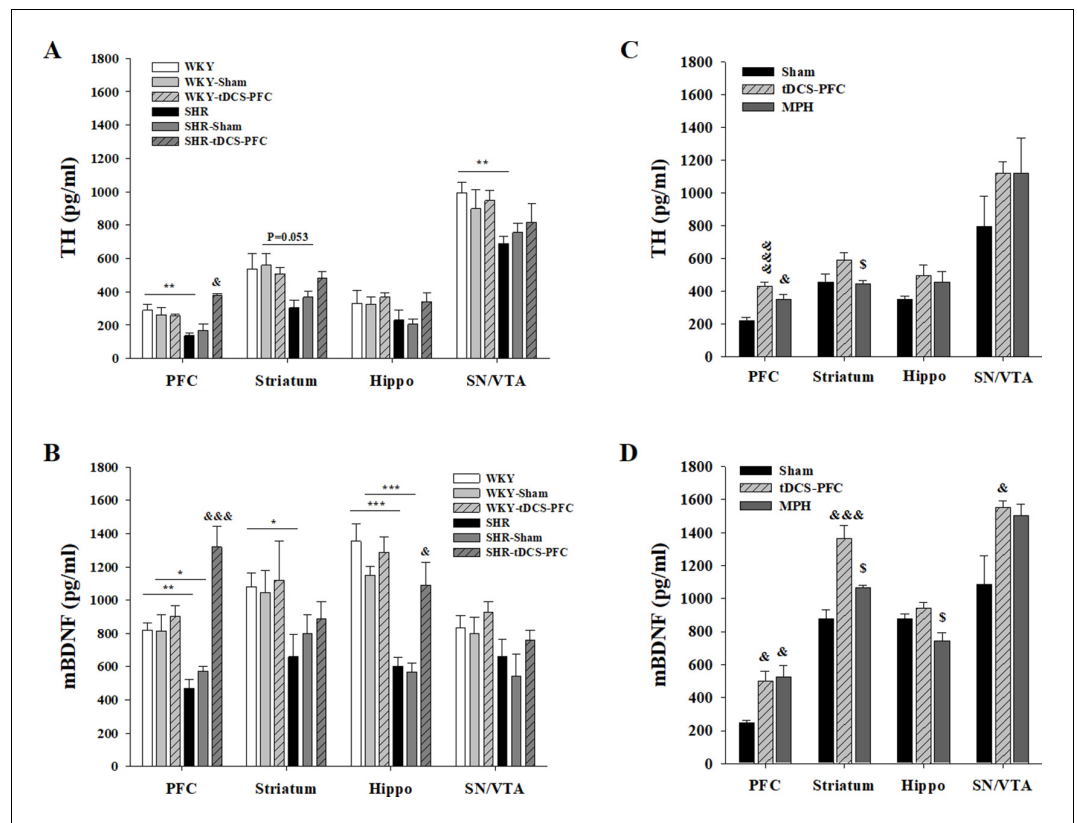 A
1800
1600
1400
1200
1000
800
600
400
200
0
TH (pg/ml)
WKY
WKY-Sham
WKY-tDCS-PFC
SHR
SHR-Sham
SHR-tDCS-PFC
**
&
P=0.053
**
PFC
Striatum
Hippo
SN/VTA
C
1800
1600
1400
1200
1000
800
600
400
200
0
TH (pg/ml)
Sham
tDCS-PFC
MPH
&&&
&
$
PFC
Striatum
Hippo
SN/VTA
B
1800
1600
1400
1200
1000
800
600
400
200
0
mBDNF (pg/ml)
WKY
WKY-Sham
WKY-tDCS-PFC
SHR
SHR-Sham
SHR-tDCS-PFC
&&&
*
**
*
***
***
&
PFC
Striatum
Hippo
SN/VTA
D
1800
1600
1400
1200
1000
800
600
400
200
0
mBDNF (pg/ml)
Sham
tDCS-PFC
MPH
&
&
&&&
$
$
&
PFC
Striatum
Hippo
SN/VTA